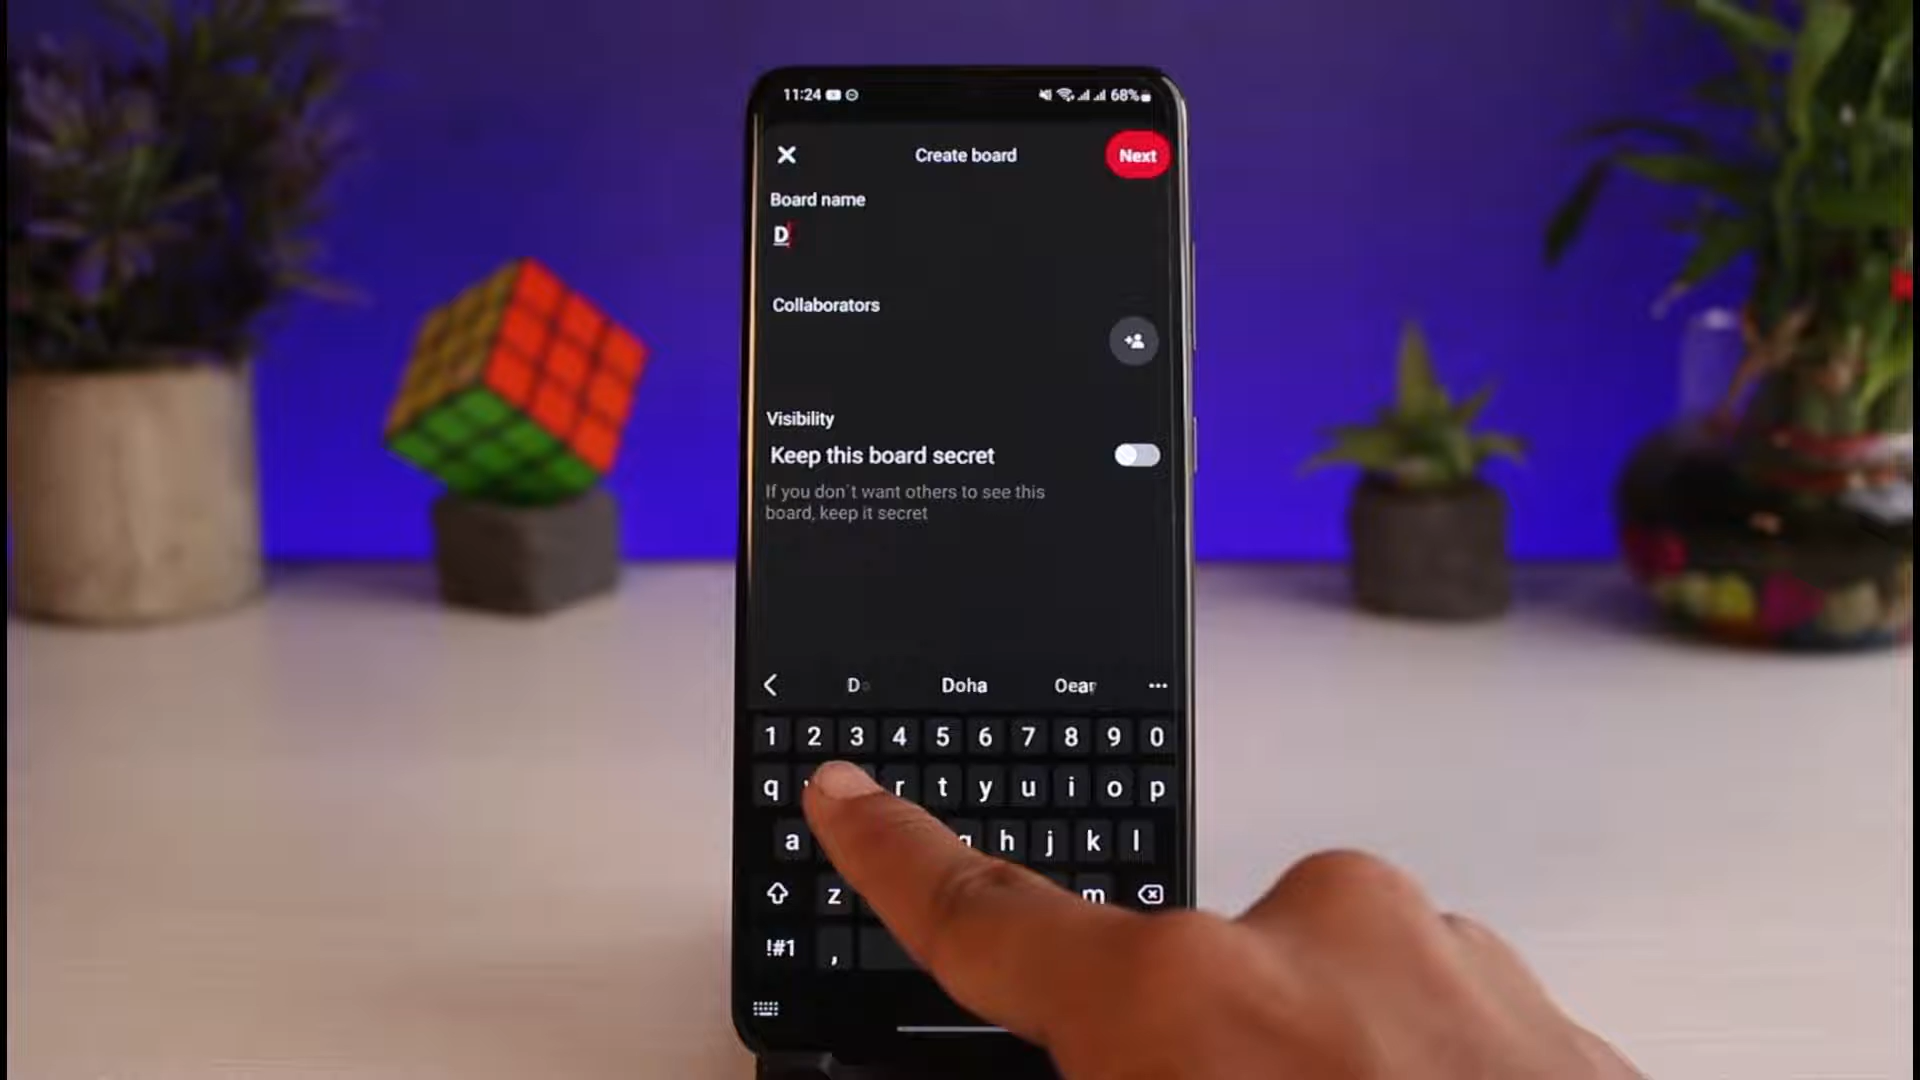 11:24 68%
Create board
Next
Board name
D
Collaborators
Visibility
Keep this board secret
If you don't want others to see this
board, keep it secret
Do Doha Oear
1 2 3 4 5 6 7 8 9 0
q r t y u i o p
a h j k l
z m
!#1 ,